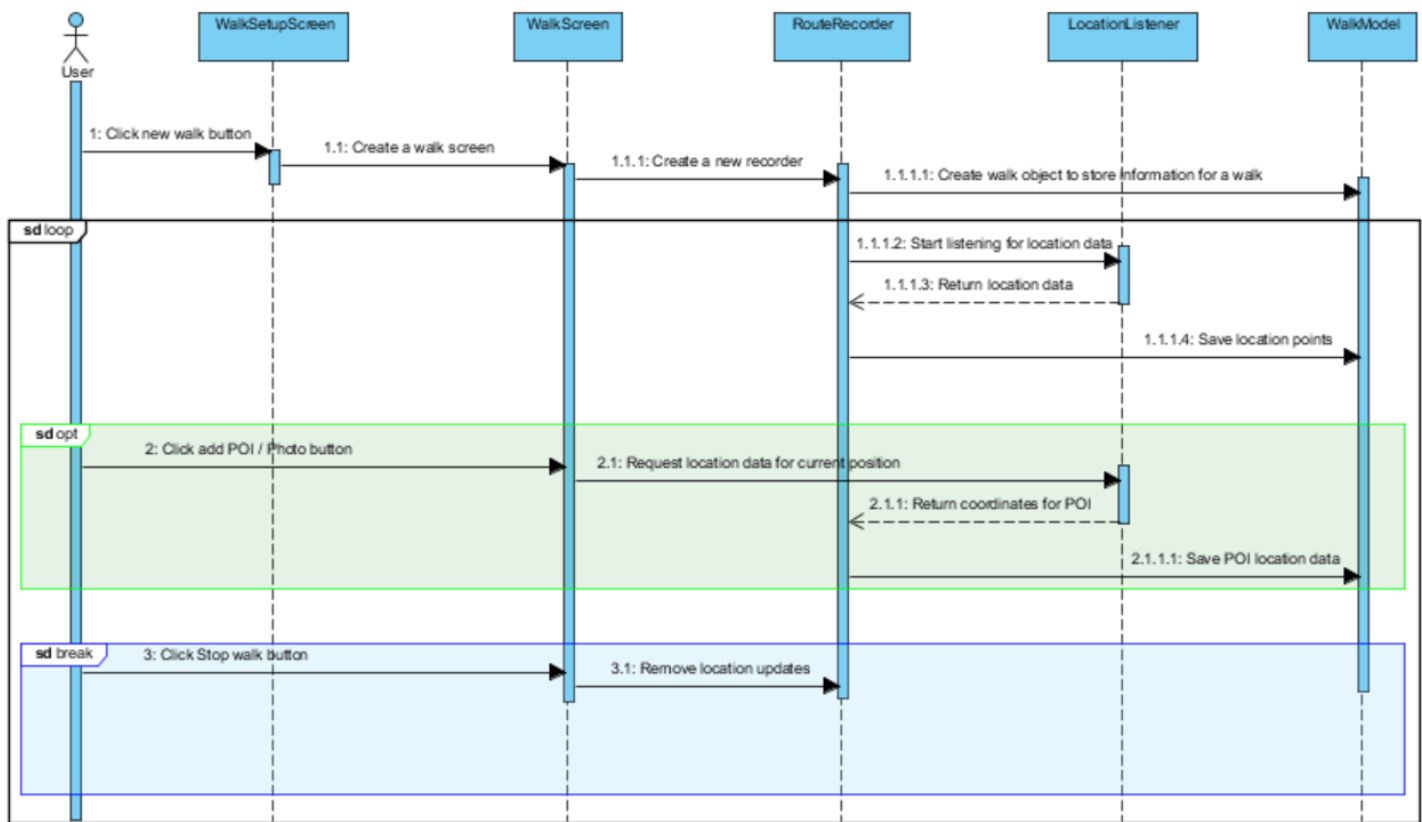 WalkSetupScreen
WalkScreen
RouteRecorder
LocationListener
WalkModel
User
1: Click new walk button
1.1: Create a walk screen
1.1.1: Create a new recorder
1.1.1.1: Create walk object to store information for a walk
sd loop
1.1.1.2: Start listening for location data
1.1.1.3: Return location data
1.1.1.4: Save location points
sd opt
2: Click add POI / Photo button
2.1: Request location data for current position
2.1.1: Return coordinates for POI
2.1.1.1: Save POI location data
sd break
3: Click Stop walk button
3.1: Remove location updates